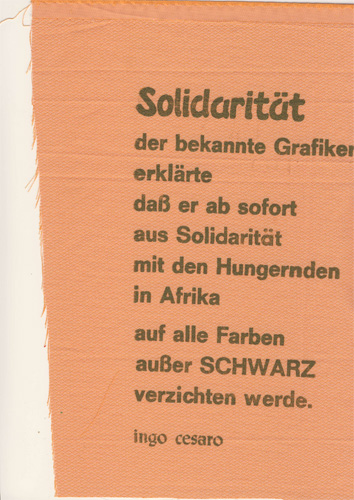 Solidarität
der bekannte Grafiker
erklärte
daß er ab sofort
aus Solidarität
mit den Hungernden
in Afrika
auf alle Farben
außer SCHWARZ
verzichten werde.
ingo cesaro